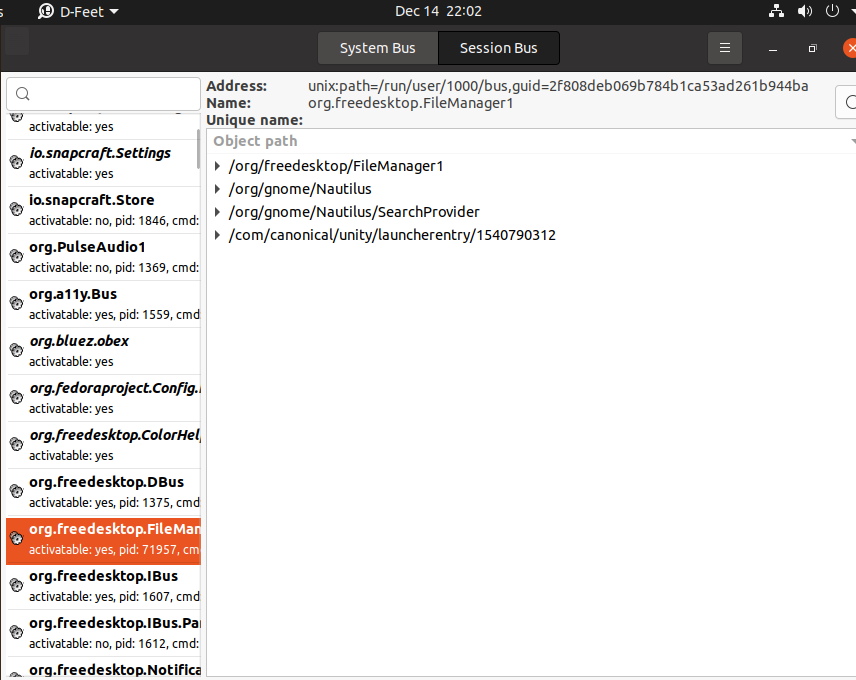 s D-Feet Dec 14 22:02
System Bus Session Bus
Address: unix:path=/run/user/1000/bus,guid=2f808deb069b784b1ca53ad261b944ba
Name: org.freedesktop.FileManager1
Unique name:
Object path
/org/freedesktop/FileManager1
/org/gnome/Nautilus
/org/gnome/Nautilus/SearchProvider
/com/canonical/unity/launcherentry/1540790312
activatable: yes
io.snapcraft.Settings
activatable: yes
io.snapcraft.Store
activatable: no, pid: 1846, cmd:
org.PulseAudio1
activatable: no, pid: 1369, cmd:
org.a11y.Bus
activatable: yes, pid: 1559, cmd
org.bluez.obex
activatable: yes
org.fedoraproject.Config.
activatable: yes
org.freedesktop.ColorHel
activatable: yes
org.freedesktop.DBus
activatable: yes, pid: 1375, cmd
org.freedesktop.FileMan
activatable: yes, pid: 71957, cm
org.freedesktop.IBus
activatable: yes, pid: 1607, cmd
org.freedesktop.IBus.Pa
activatable: no, pid: 1612, cmd:
org.freedesktop.Notifica